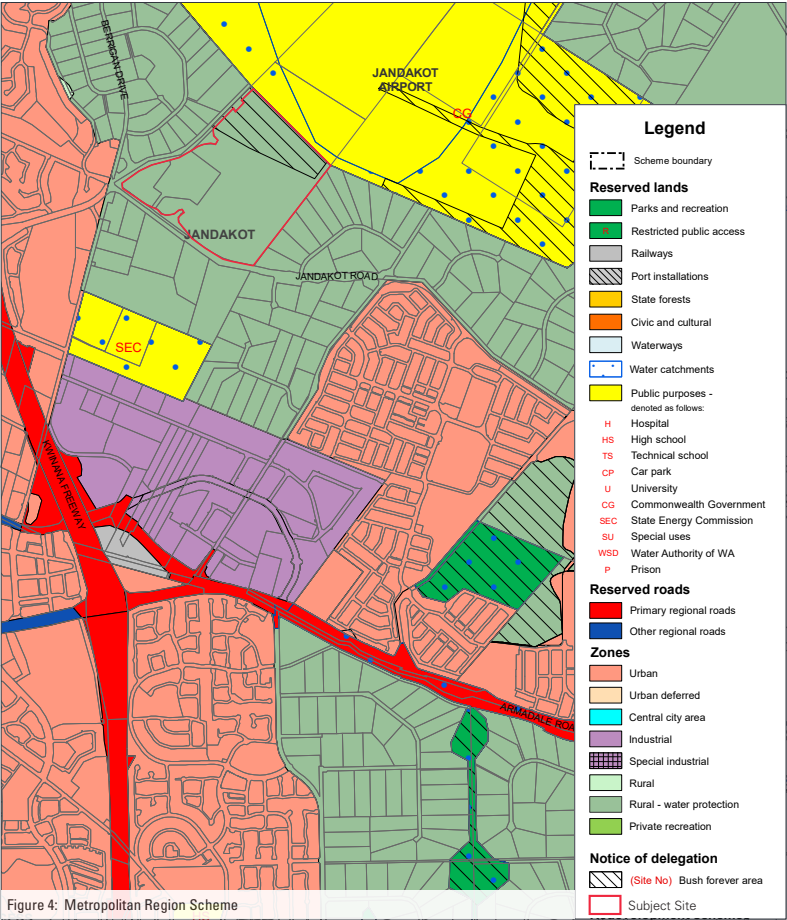 BERRIGAN DRIVE
JANDAKOT
AIRPORT
CG
JANDAKOT
JANDAKOT ROAD
SEC
KWINANA FREEWAY
ARMADALE ROA
Legend
Scheme boundary
Reserved lands
Parks and recreation
R Restricted public access
Railways
Port installations
State forests
Civic and cultural
Waterways
Water catchments
Public purposes -
denoted as follows:
H Hospital
HS High school
TS Technical school
CP Car park
U University
CG Commonwealth Government
SEC State Energy Commission
SU Special uses
WSD Water Authority of WA
P Prison
Reserved roads
Primary regional roads
Other regional roads
Zones
Urban
Urban deferred
Central city area
Industrial
Special industrial
Rural
Rural - water protection
Private recreation
Notice of delegation
(Site No) Bush forever area
Subject Site
Figure 4: Metropolitan Region Scheme